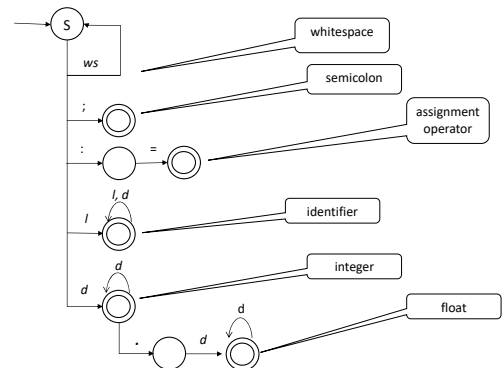 S
whitespace
ws
semicolon
;
assignment
operator
:
=
l, d
l
identifier
d
integer
d
d
float
.
d